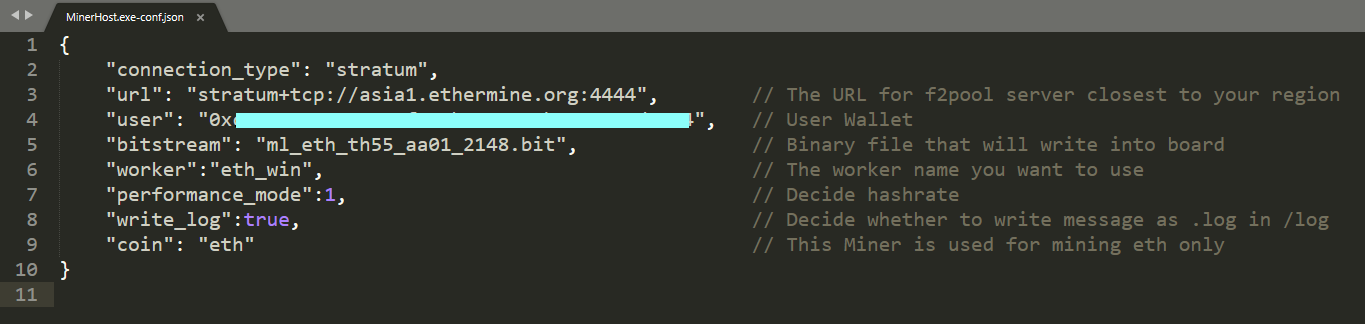 MinerHost.exe-conf.json ×
1 {
2 "connection_type": "stratum",
3 "url": "stratum+tcp://asia1.ethermine.org:4444", // The URL for f2pool server closest to your region
4 "user": "0x 4", // User Wallet
5 "bitstream": "ml_eth_th55_aa01_2148.bit", // Binary file that will write into board
6 "worker":"eth_win", // The worker name you want to use
7 "performance_mode":1, // Decide hashrate
8 "write_log":true, // Decide whether to write message as .log in /log
9 "coin": "eth" // This Miner is used for mining eth only
10 }
11